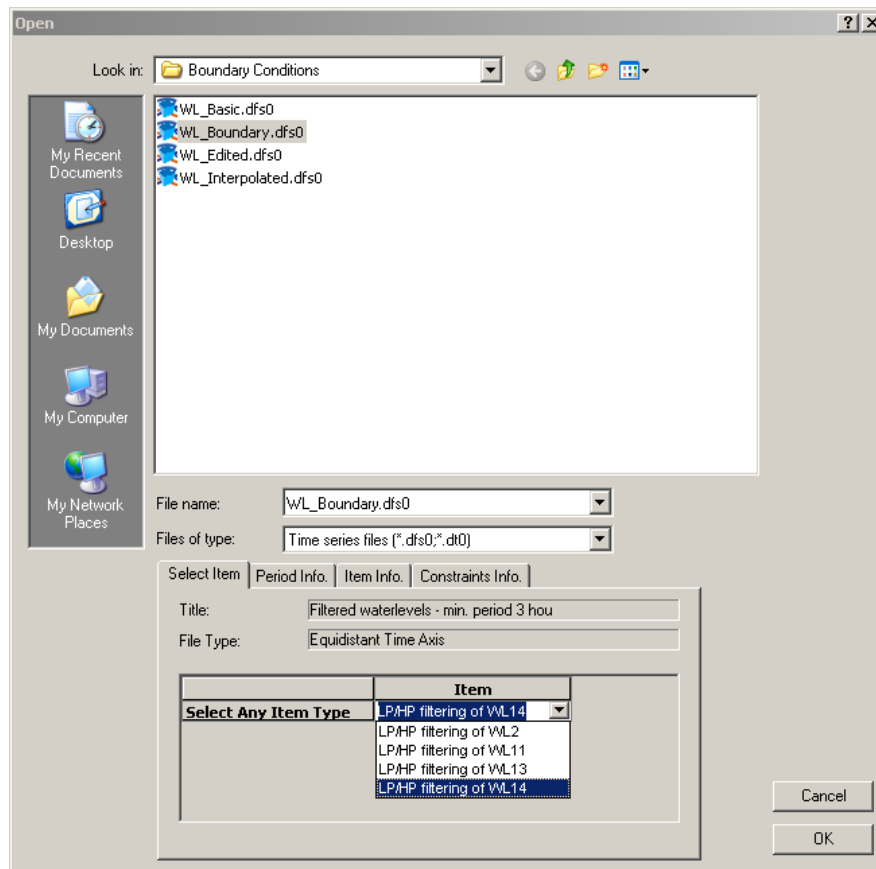 Open
Look in: Boundary Conditions
My Recent
Documents
Desktop
My Documents
My Computer
My Network
Places
WL_Basic.dfs0
WL_Boundary.dfs0
WL_Edited.dfs0
WL_Interpolated.dfs0
File name: WL_Boundary.dfs0
Files of type: Time series files (*.dfs0;*.dt0)
Select Item Period Info. Item Info. Constraints Info.
Title: Filtered waterlevels - min. period 3 hou
File Type: Equidistant Time Axis
Item
Select Any Item Type LP/HP filtering of WL14
LP/HP filtering of WL2
LP/HP filtering of WL11
LP/HP filtering of WL13
LP/HP filtering of WL14
Cancel
OK